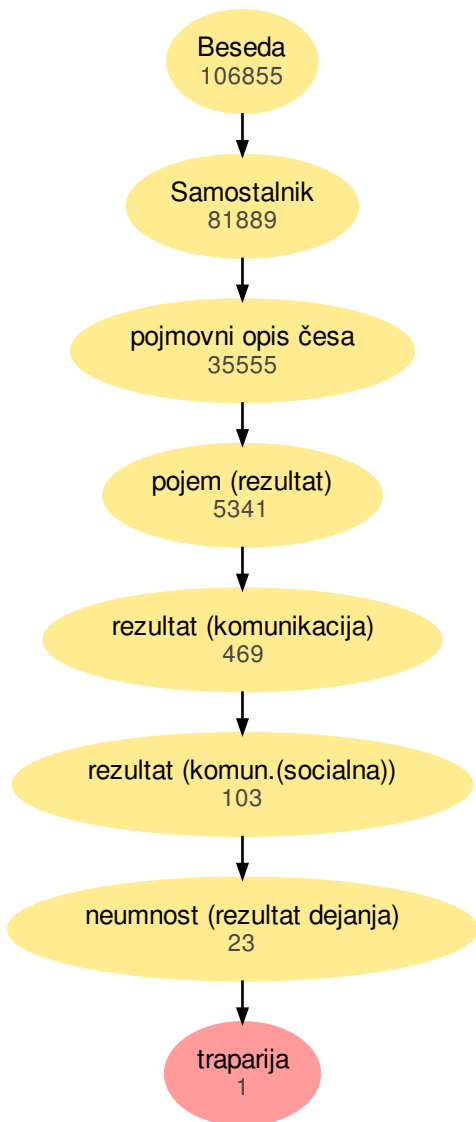 Beseda
106855
Samostalnik
81889
pojmovni opis česa
35555
pojem (rezultat)
5341
rezultat (komunikacija)
469
rezultat (komun.(socialna))
103
neumnost (rezultat dejanja)
23
traparija
1